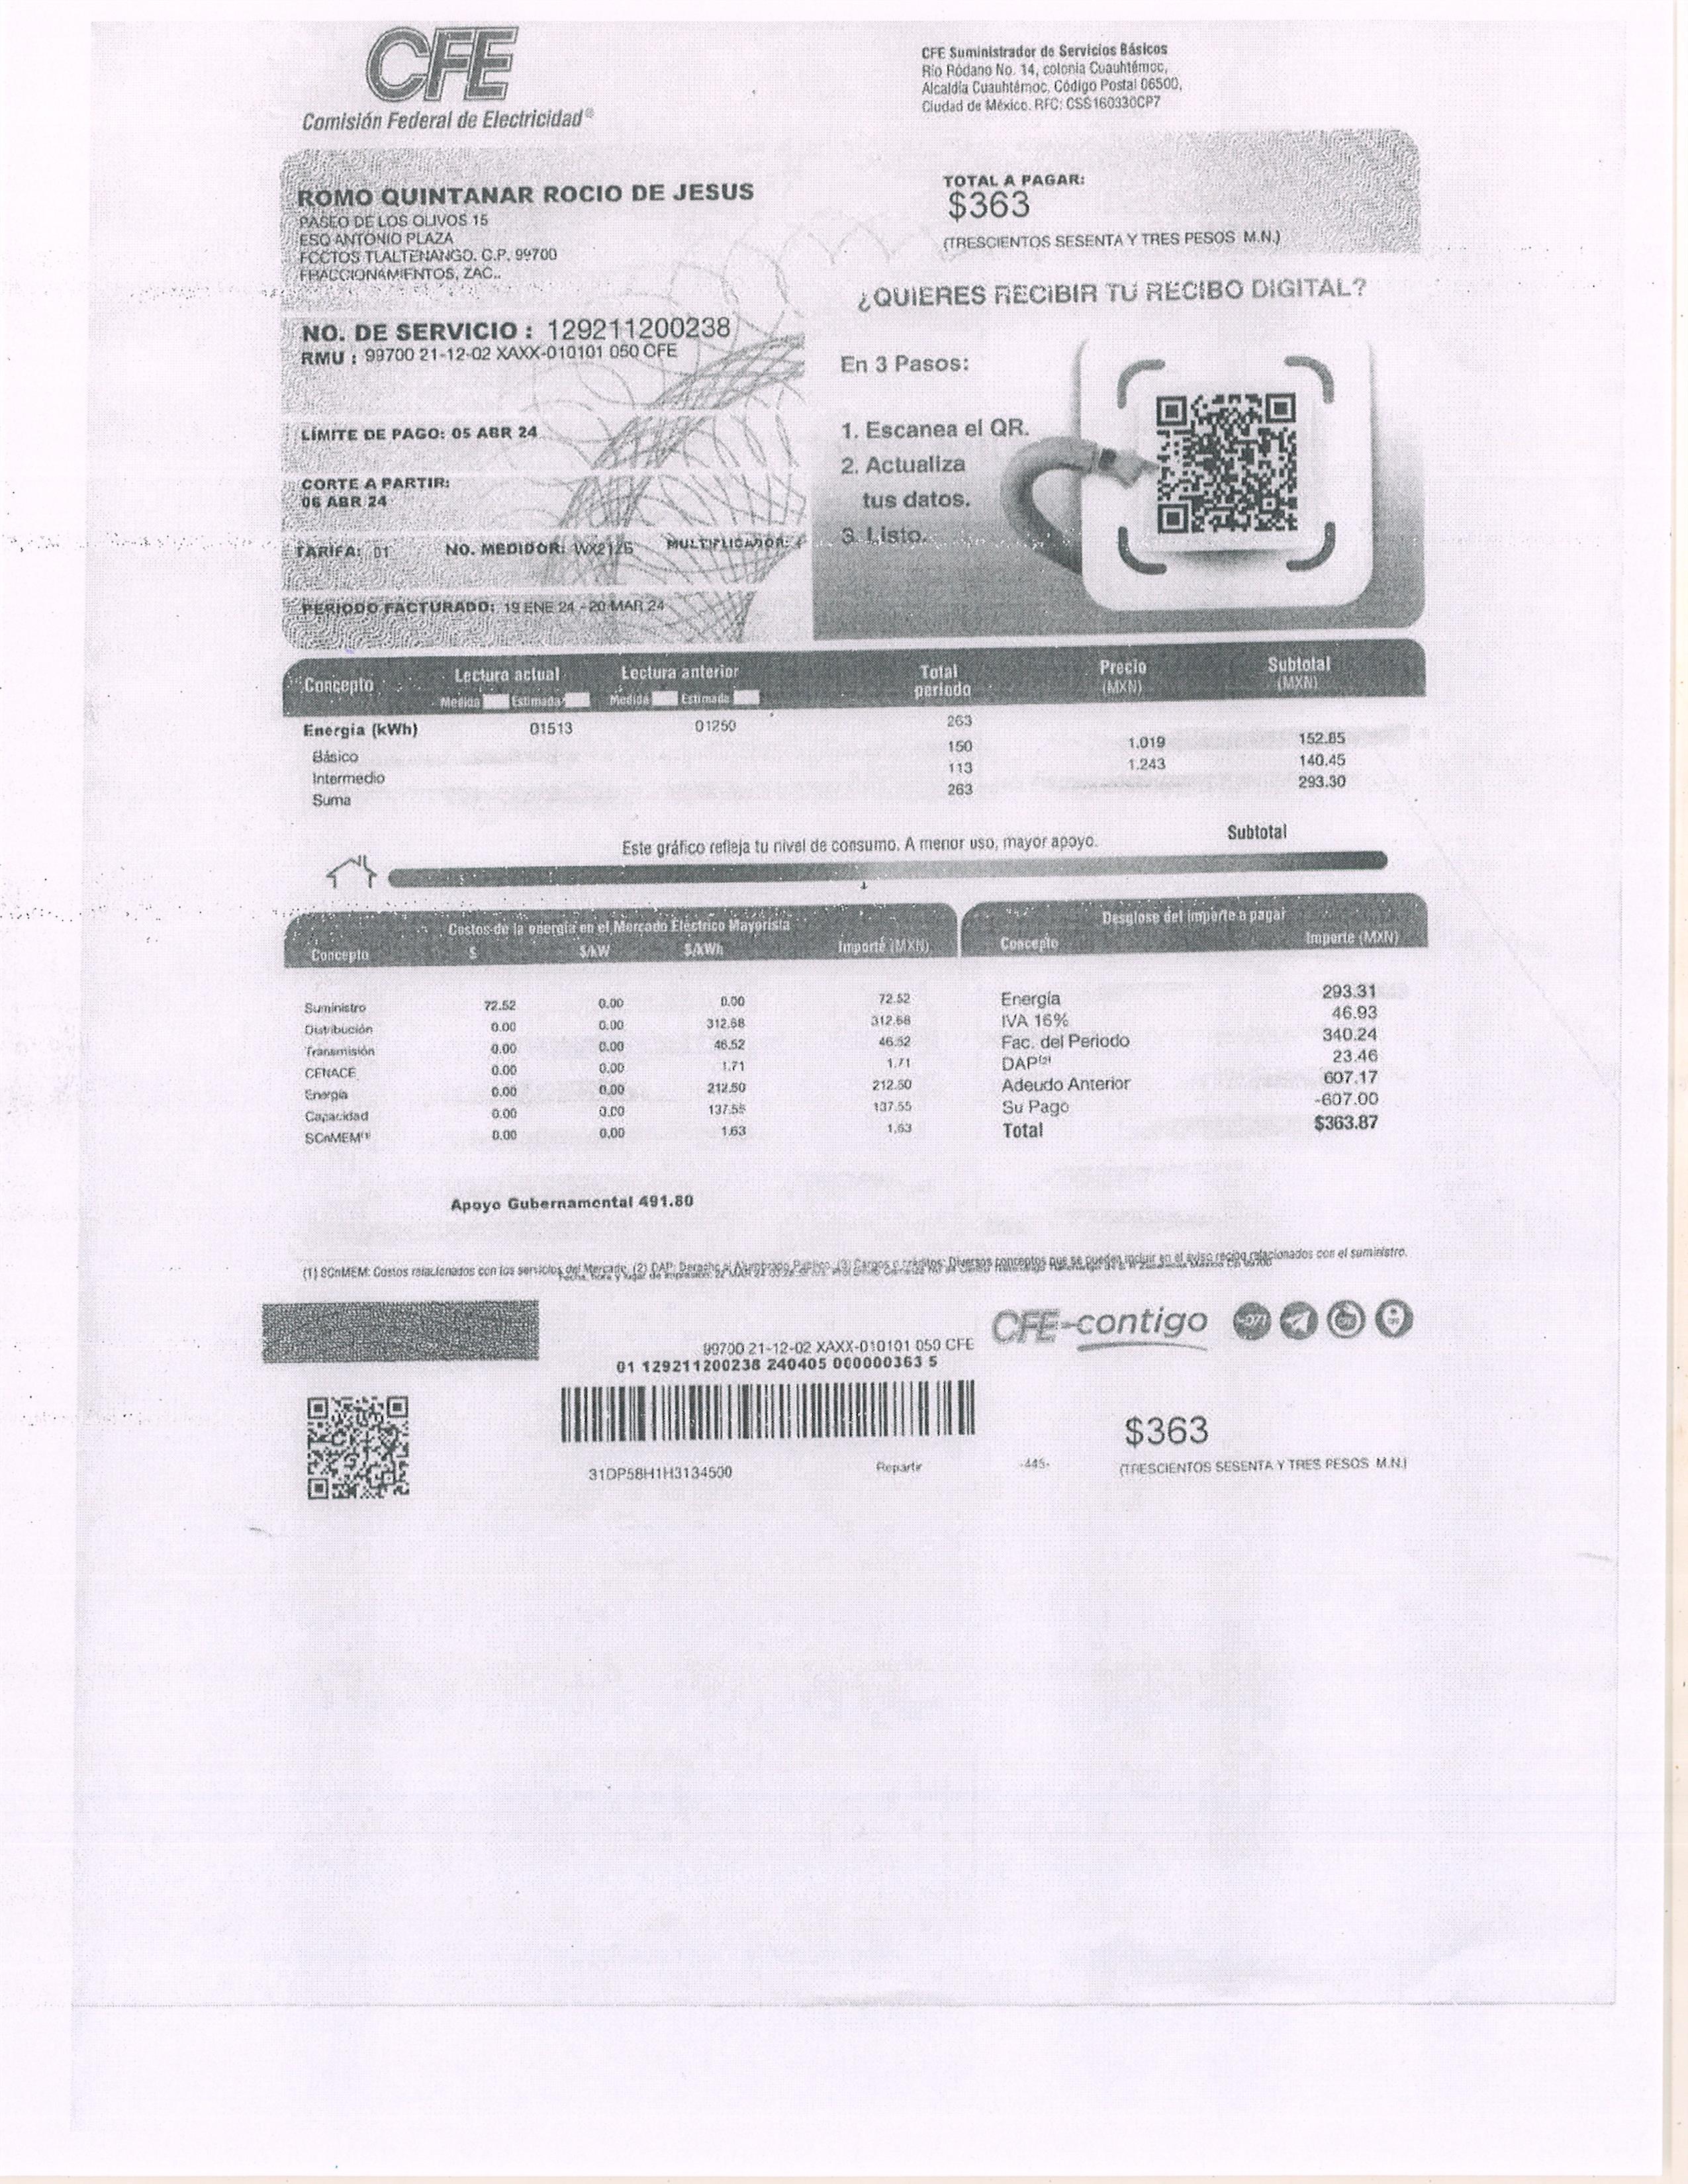 CFE
Comisión Federal de Electricidad®
CFE Suministrador de Servicios Básicos
Río Ródano No. 14, colonia Cuauhtémoc,
Alcaldía Cuauhtémoc, Código Postal 06500,
Ciudad de México. RFC: CSS160330CP7
ROMO QUINTANAR ROCIO DE JESUS
PASEO DE LOS OLIVOS 15
ESQ ANTONIO PLAZA
FCCTOS TLALTENANGO. C.P. 99700
FRACCIONAMIENTOS, ZAC..
TOTAL A PAGAR:
$363
(TRESCIENTOS SESENTA Y TRES PESOS M.N.)
NO. DE SERVICIO : 129211200238
RMU : 99700 21-12-02 XAXX-010101 050 CFE
LÍMITE DE PAGO: 05 ABR 24
CORTE A PARTIR:
06 ABR 24
TARIFA: 01 NO. MEDIDOR: MULTIPLICADOR:
PERIODO FACTURADO: 19 ENE 24 - 20 MAR 24
¿QUIERES RECIBIR TU RECIBO DIGITAL?
En 3 Pasos:
1. Escanea el QR.
2. Actualiza
tus datos.
3. Listo.
Concepto Lectura actual Lectura anterior Total periodo Precio (MXN) Subtotal (MXN)
Medida Estimada Medida Estimada
Energía (kWh) 01513 01250 263
Básico 150 1.019 152.85
Intermedio 113 1.243 140.45
Suma 263 293.30
Subtotal
Este gráfico refleja tu nivel de consumo. A menor uso, mayor apoyo.
Costos de la energía en el Mercado Eléctrico Mayorista
Concepto $ $/kW $/kWh Importe (MXN)
Suministro 72.52 0.00 0.00 72.52
Distribución 0.00 0.00 312.68 312.68
Transmisión 0.00 0.00 46.52 46.52
CENACE 0.00 0.00 1.71 1.71
Energía 0.00 0.00 212.50 212.50
Capacidad 0.00 0.00 137.55 137.55
SCnMEM(1) 0.00 0.00 1.63 1.63
Desglose del importe a pagar
Concepto Importe (MXN)
Energía 293.31
IVA 16% 46.93
Fac. del Periodo 340.24
DAP(2) 23.46
Adeudo Anterior 607.17
Su Pago -607.00
Total $363.87
Apoyo Gubernamental 491.80
(1) SCnMEM: Costos relacionados con los servicios del Mercado. (2) DAP: Derecho al Alumbrado Público. (3) Cargos o créditos: Diversos conceptos que se pueden incluir en el aviso recibo relacionados con el suministro.
CFE-contigo
071
99700 21-12-02 XAXX-010101 050 CFE
01 129211200238 240405 000000363 5
31DP58H1H3134500 Repartir -445-
$363
(TRESCIENTOS SESENTA Y TRES PESOS M.N.)